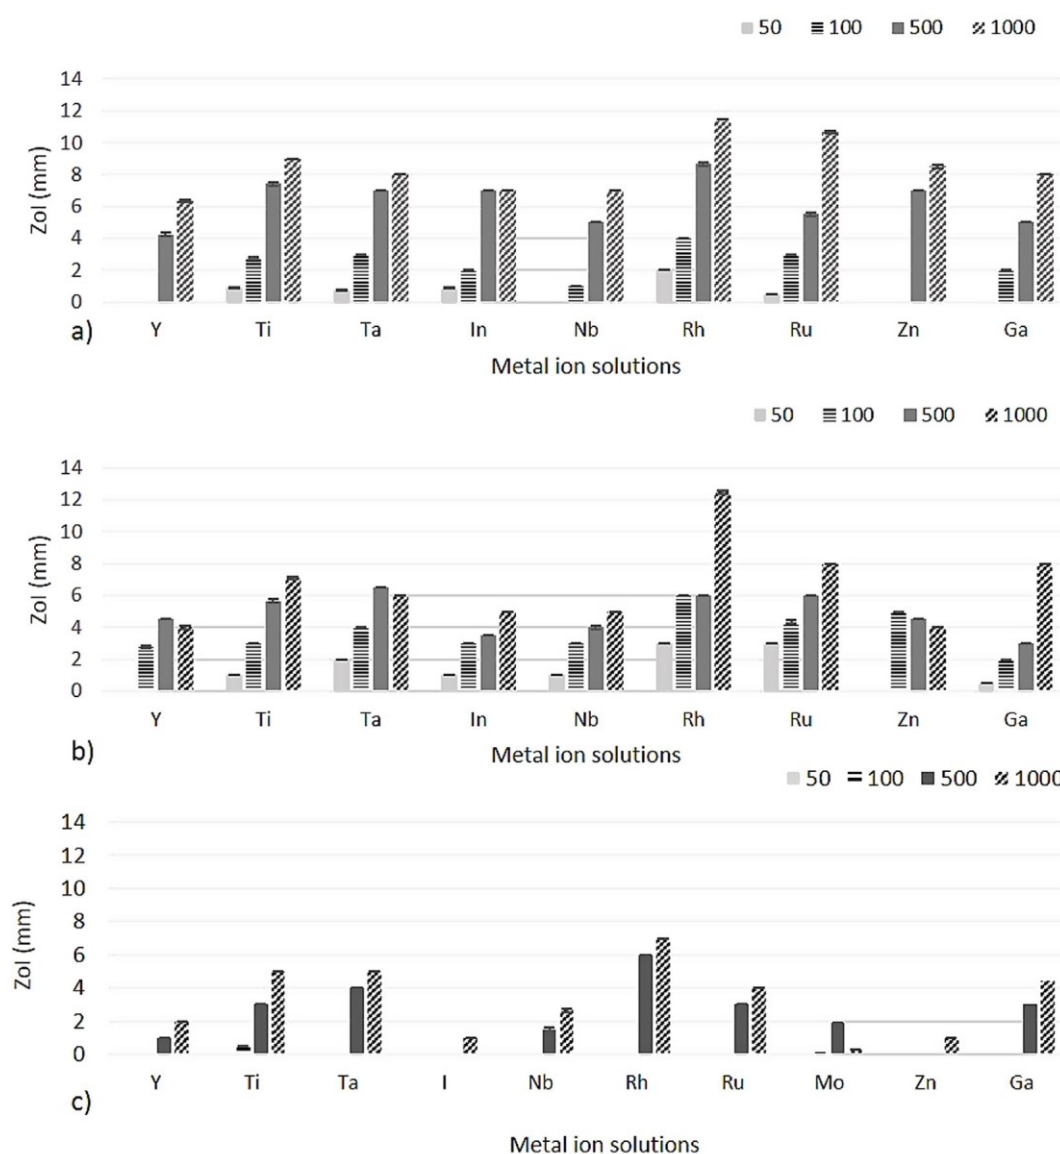 50 100 500 1000
14
12
10
8
6
4
2
0
ZoI (mm)
a)
Y Ti Ta In Nb Rh Ru Zn Ga
Metal ion solutions
50 100 500 1000
14
12
10
8
6
4
2
0
ZoI (mm)
b)
Y Ti Ta In Nb Rh Ru Zn Ga
Metal ion solutions
50 100 500 1000
14
12
10
8
6
4
2
0
ZoI (mm)
c)
Y Ti Ta I Nb Rh Ru Mo Zn Ga
Metal ion solutions